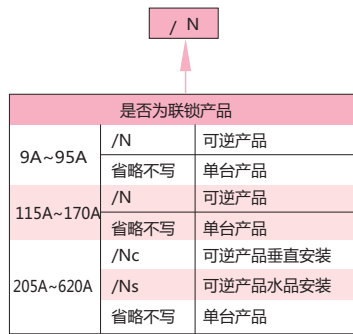 / N
是否为联锁产品
9A~95A /N 可逆产品
省略不写 单台产品
115A~170A /N 可逆产品
省略不写 单台产品
205A~620A /Nc 可逆产品垂直安装
/Ns 可逆产品水品安装
省略不写 单台产品